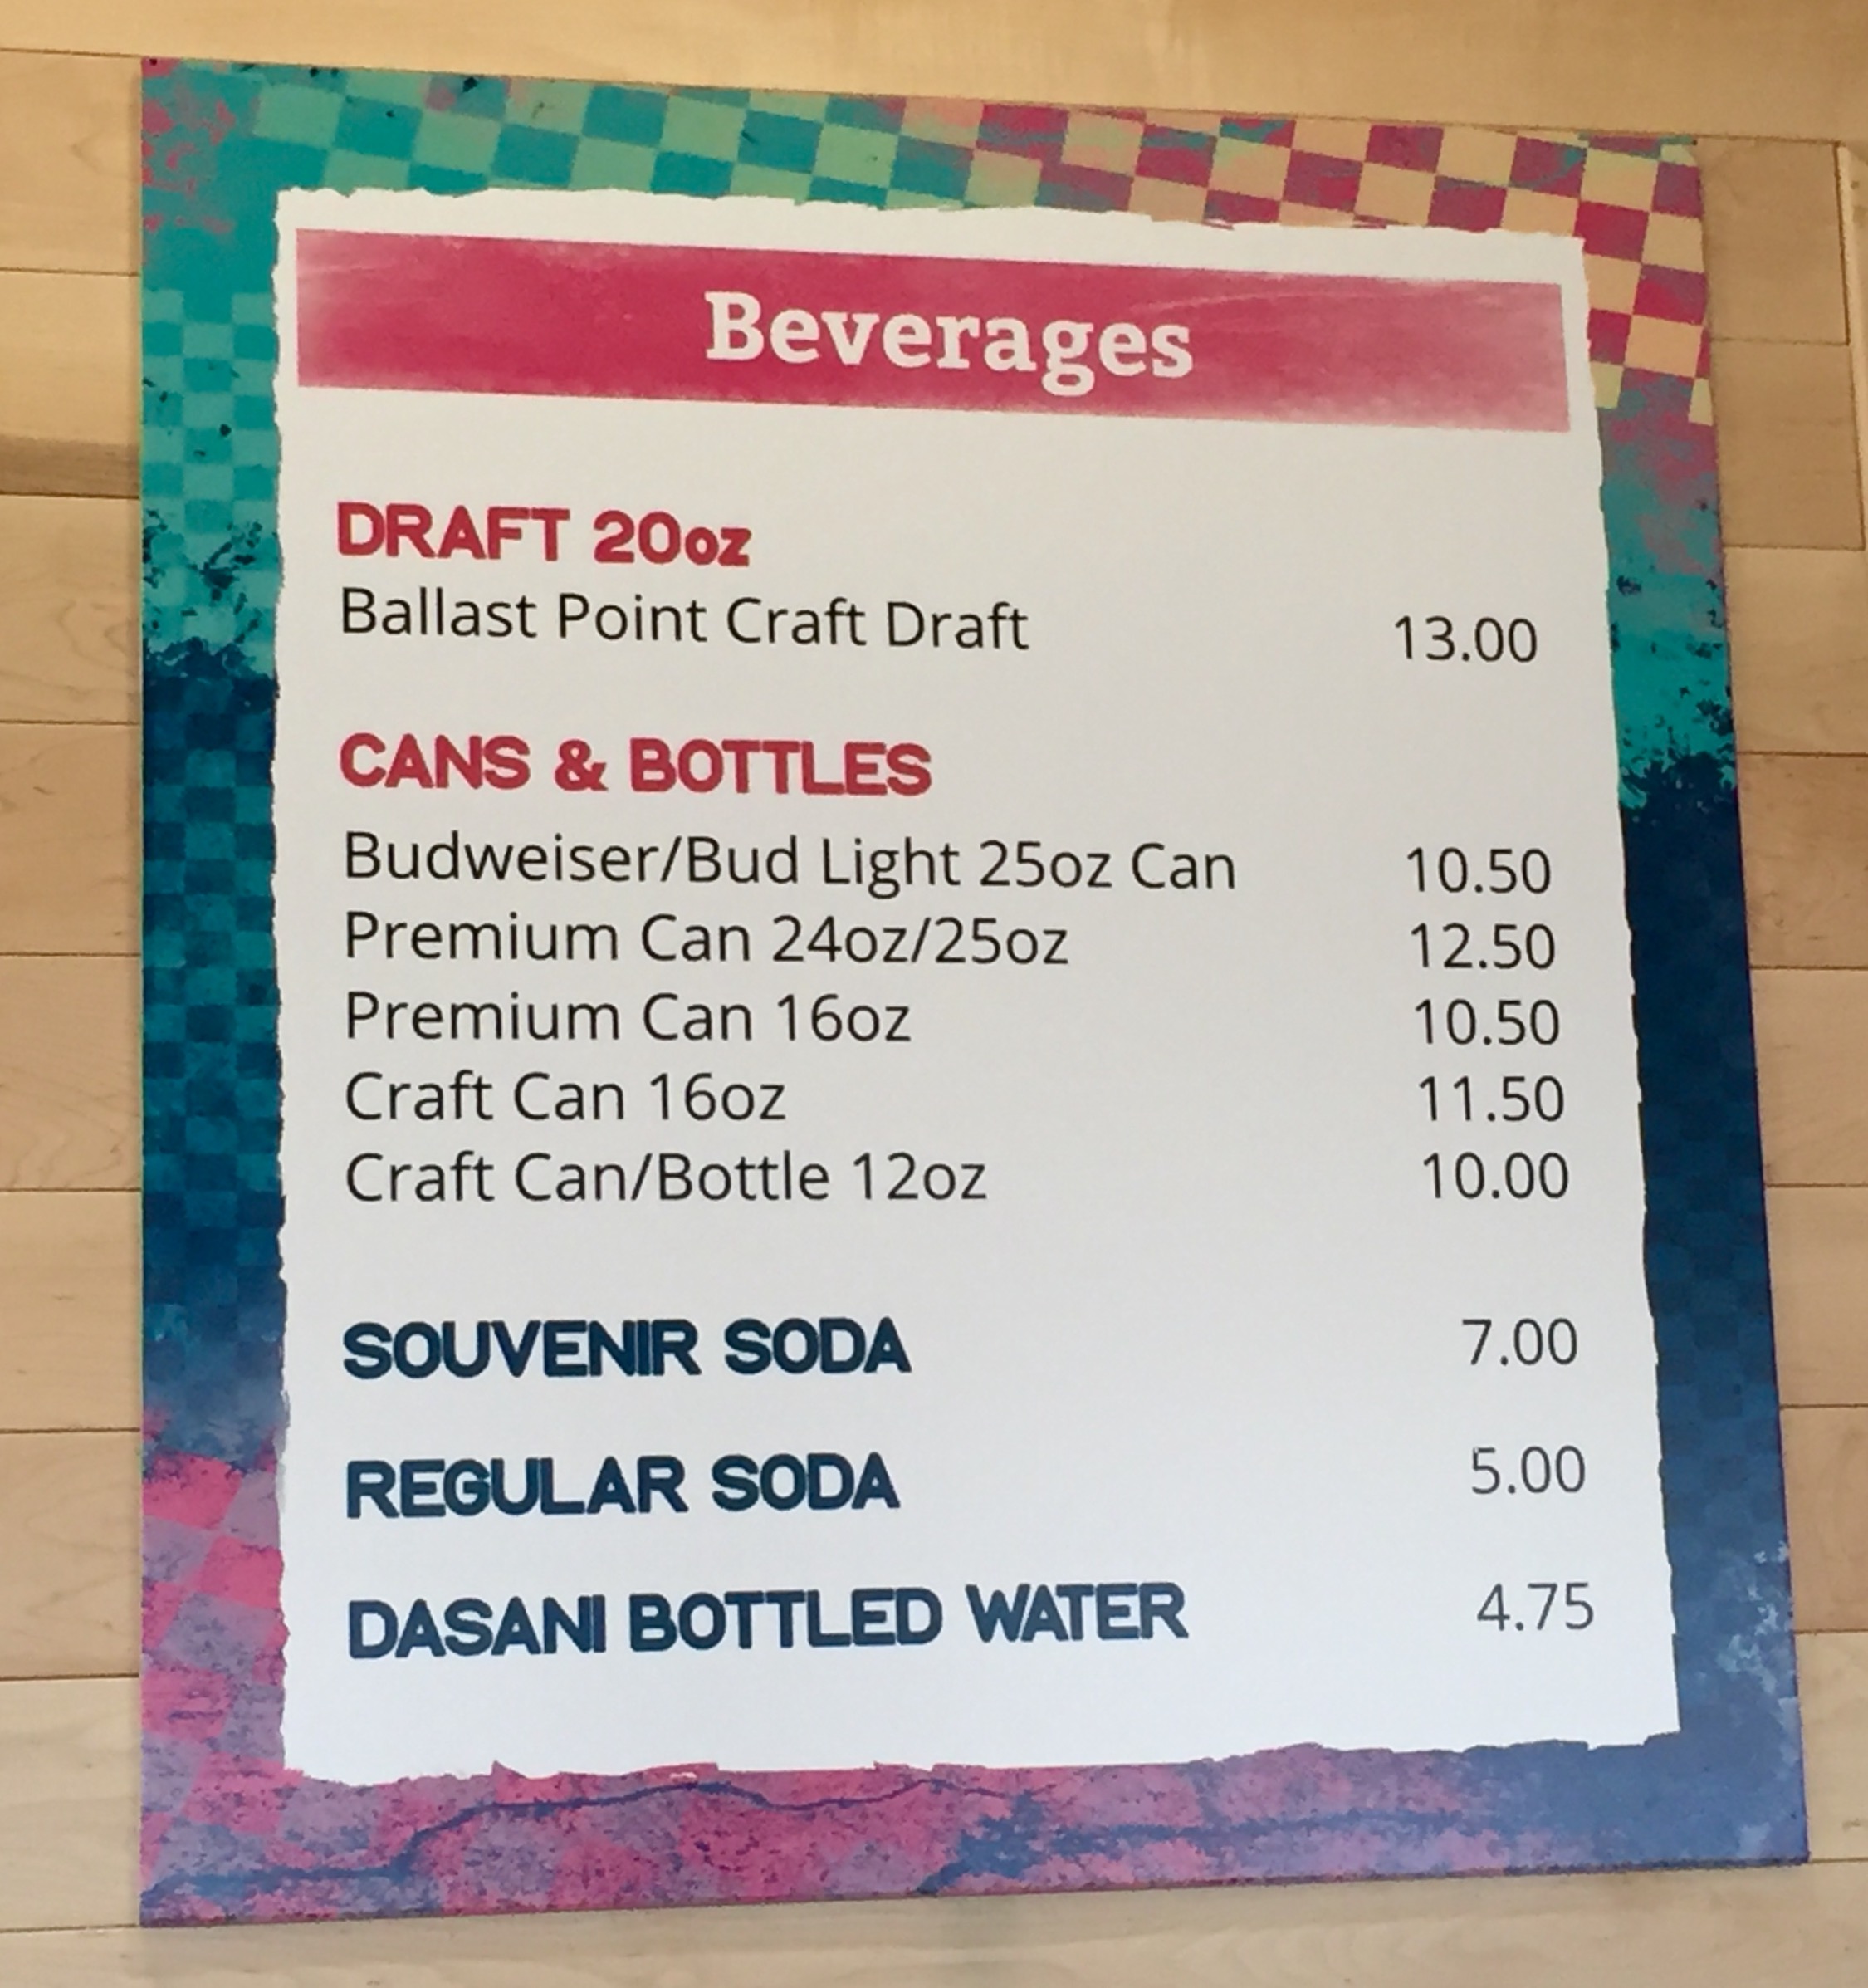 Beverages
DRAFT 20oz
Ballast Point Craft Draft 13.00
CANS & BOTTLES
Budweiser/Bud Light 25oz Can 10.50
Premium Can 24oz/25oz 12.50
Premium Can 16oz 10.50
Craft Can 16oz 11.50
Craft Can/Bottle 12oz 10.00
SOUVENIR SODA 7.00
REGULAR SODA 5.00
DASANI BOTTLED WATER 4.75